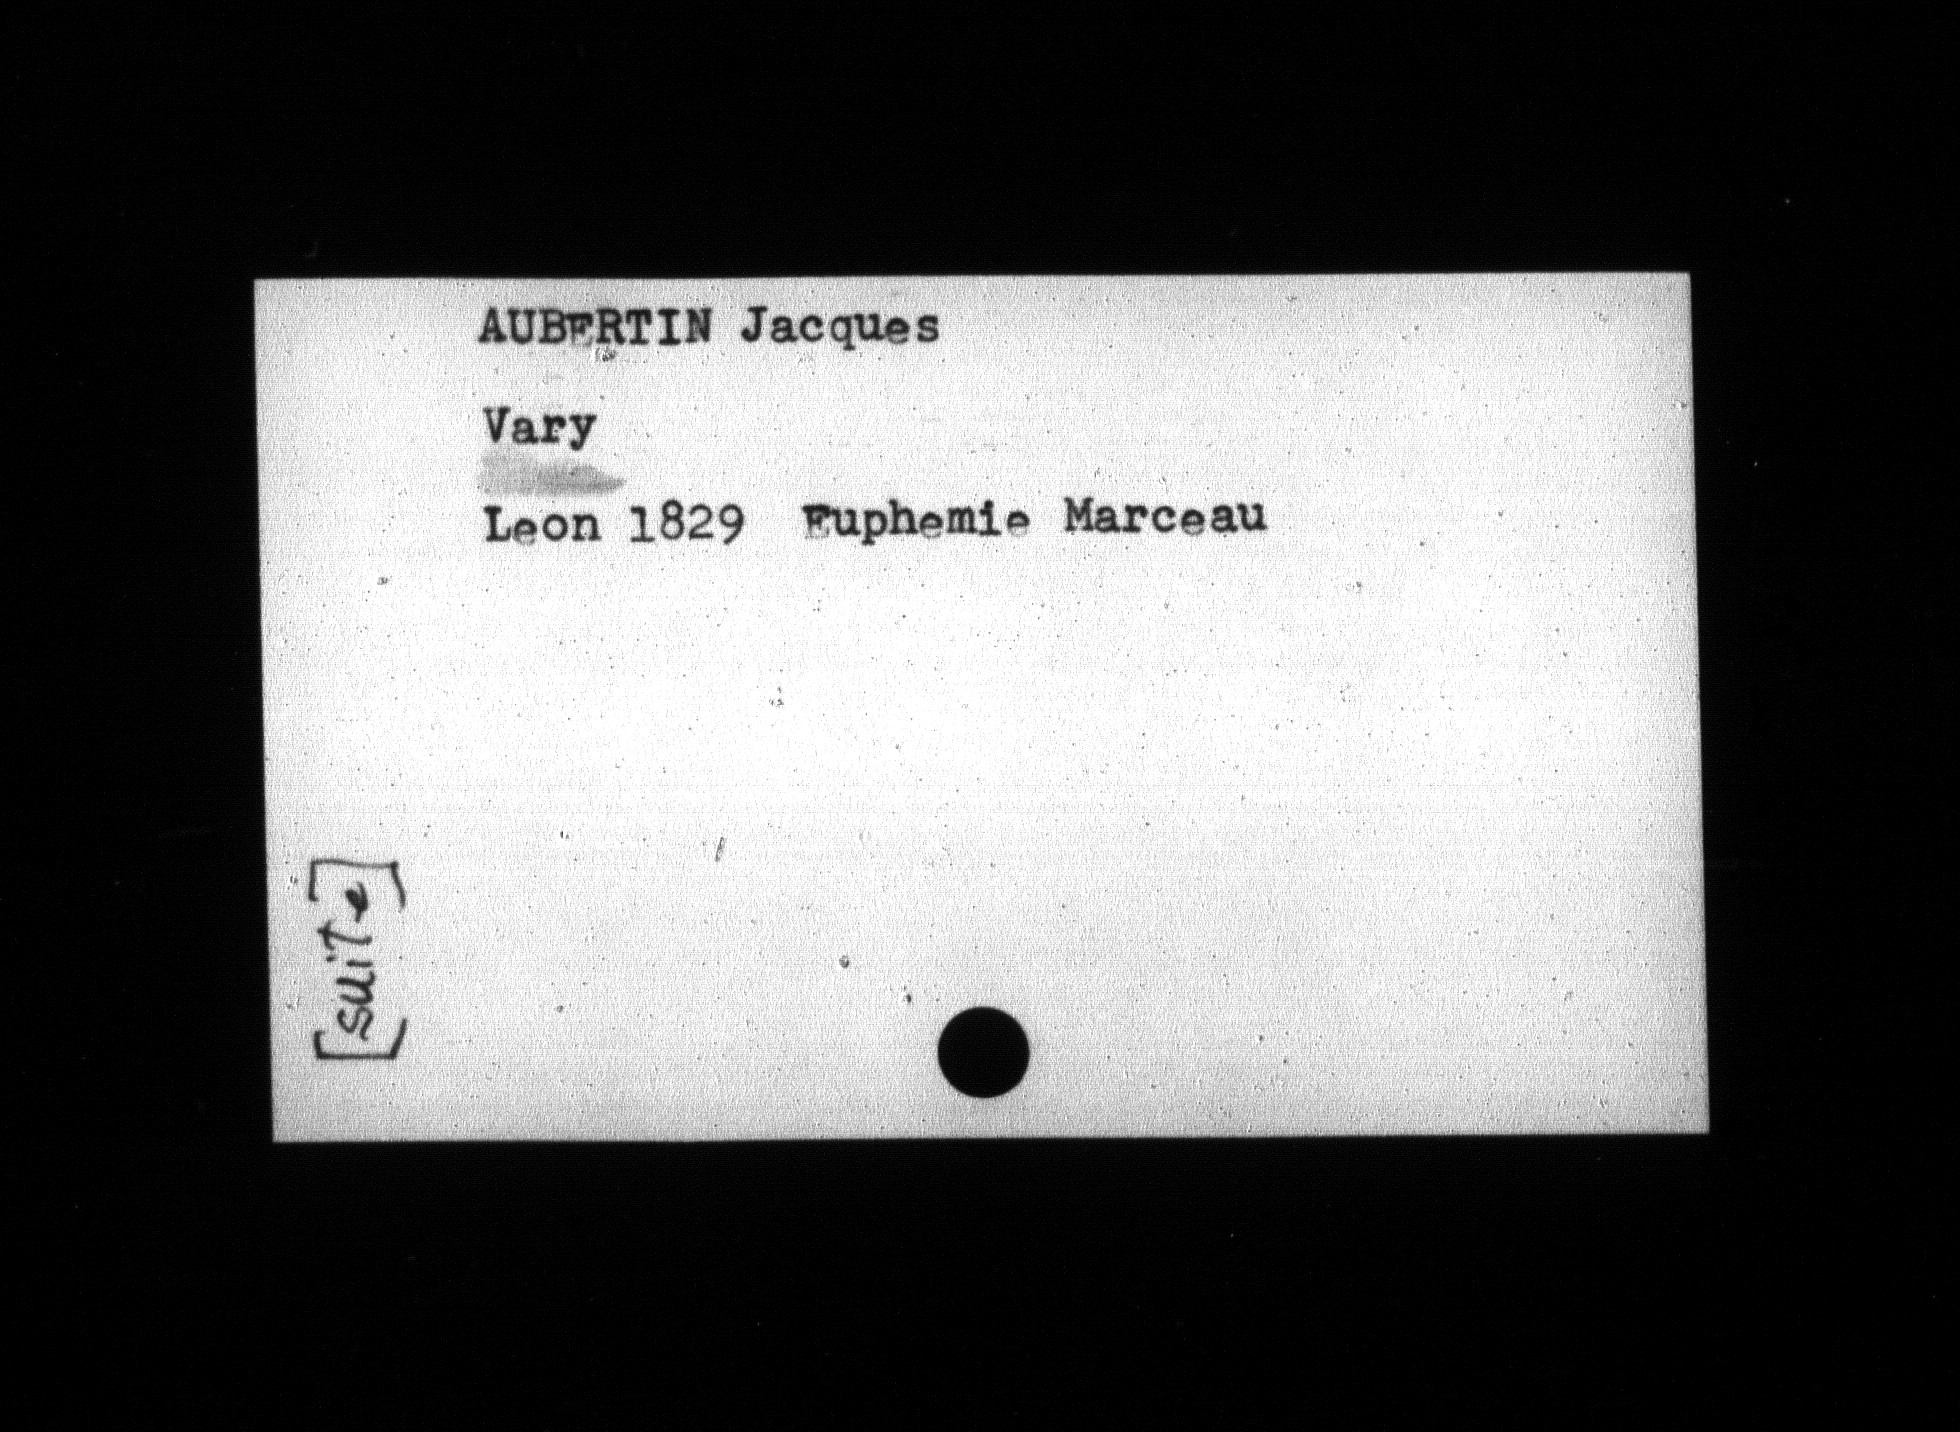 AUBERTIN Jacques
Vary
Leon 1829 Euphemie Marceau
[suite]